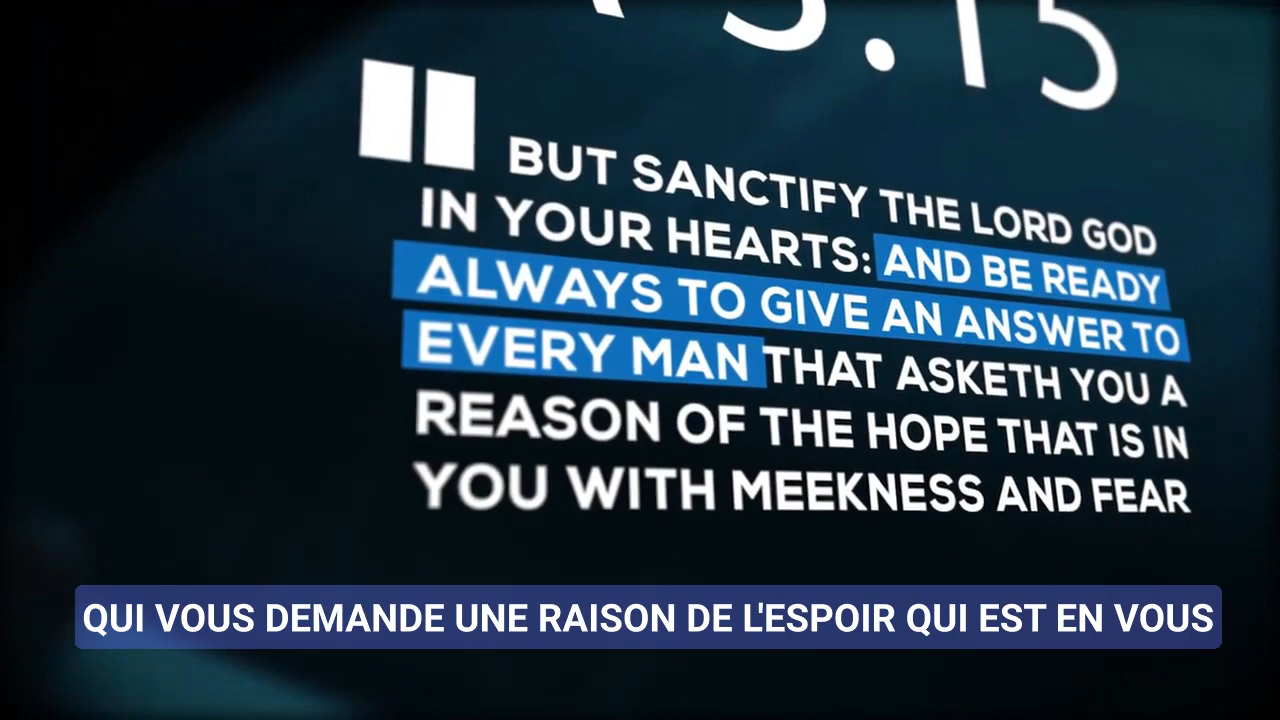 3:15
BUT SANCTIFY THE LORD GOD
IN YOUR HEARTS: AND BE READY
ALWAYS TO GIVE AN ANSWER TO
EVERY MAN THAT ASKETH YOU A
REASON OF THE HOPE THAT IS IN
YOU WITH MEEKNESS AND FEAR
QUI VOUS DEMANDE UNE RAISON DE L'ESPOIR QUI EST EN VOUS